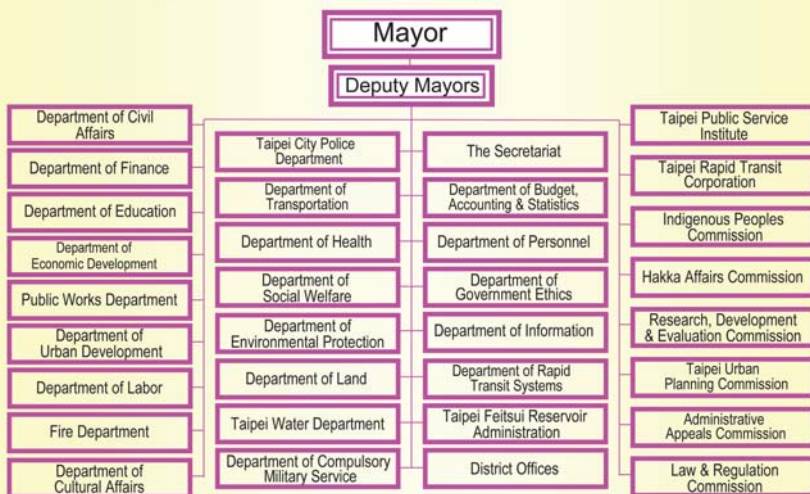 Mayor
Deputy Mayors
Department of Civil
Affairs
Department of Finance
Department of Education
Department of
Economic Development
Public Works Department
Department of
Urban Development
Department of Labor
Fire Department
Department of
Cultural Affairs
Taipei City Police
Department
Department of
Transportation
Department of Health
Department of
Social Welfare
Department of
Environmental Protection
Department of Land
Taipei Water Department
Department of Compulsory
Military Service
The Secretariat
Department of Budget,
Accounting & Statistics
Department of Personnel
Department of
Government Ethics
Department of Information
Department of Rapid
Transit Systems
Taipei Feitsui Reservoir
Administration
District Offices
Taipei Public Service
Institute
Taipei Rapid Transit
Corporation
Indigenous Peoples
Commission
Hakka Affairs Commission
Research, Development
& Evaluation Commission
Taipei Urban
Planning Commission
Administrative
Appeals Commission
Law & Regulation
Commission